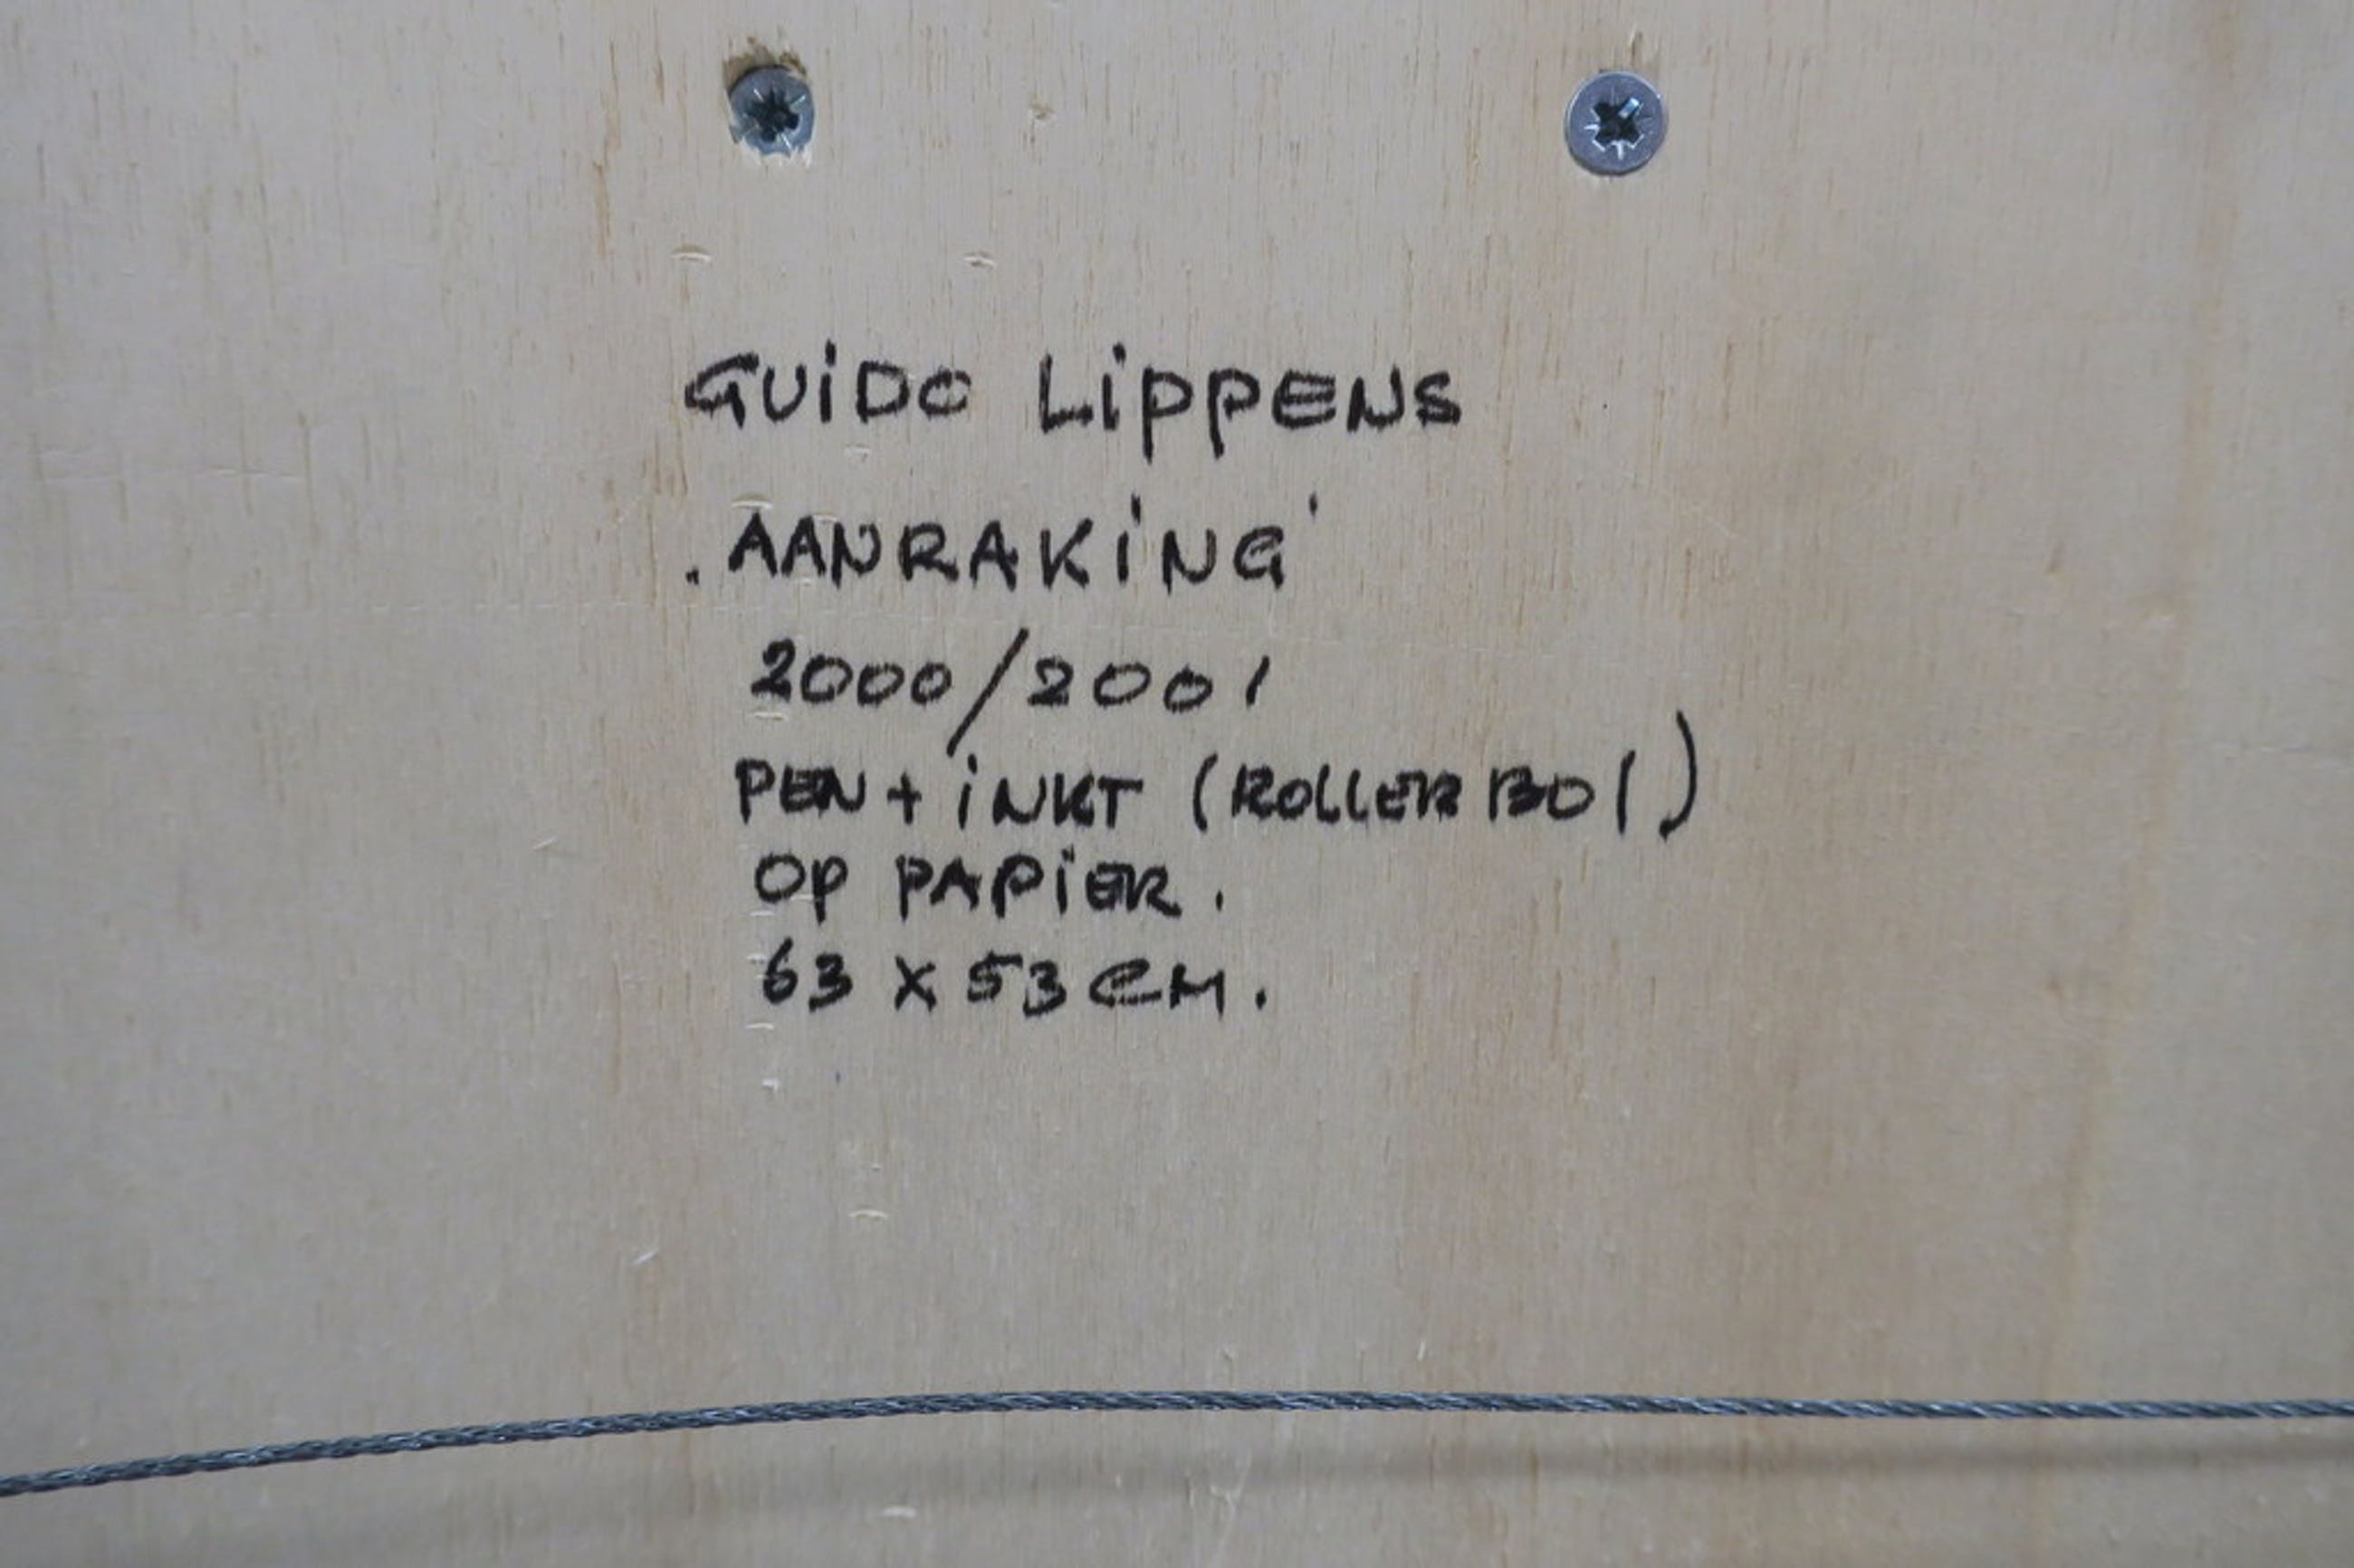 GUiDO LiPPENS
'AANRAKiNG'
2000/2001
PEN + iNKT (ROLLER BOL)
OP PAPiER.
63 X 53 CM.